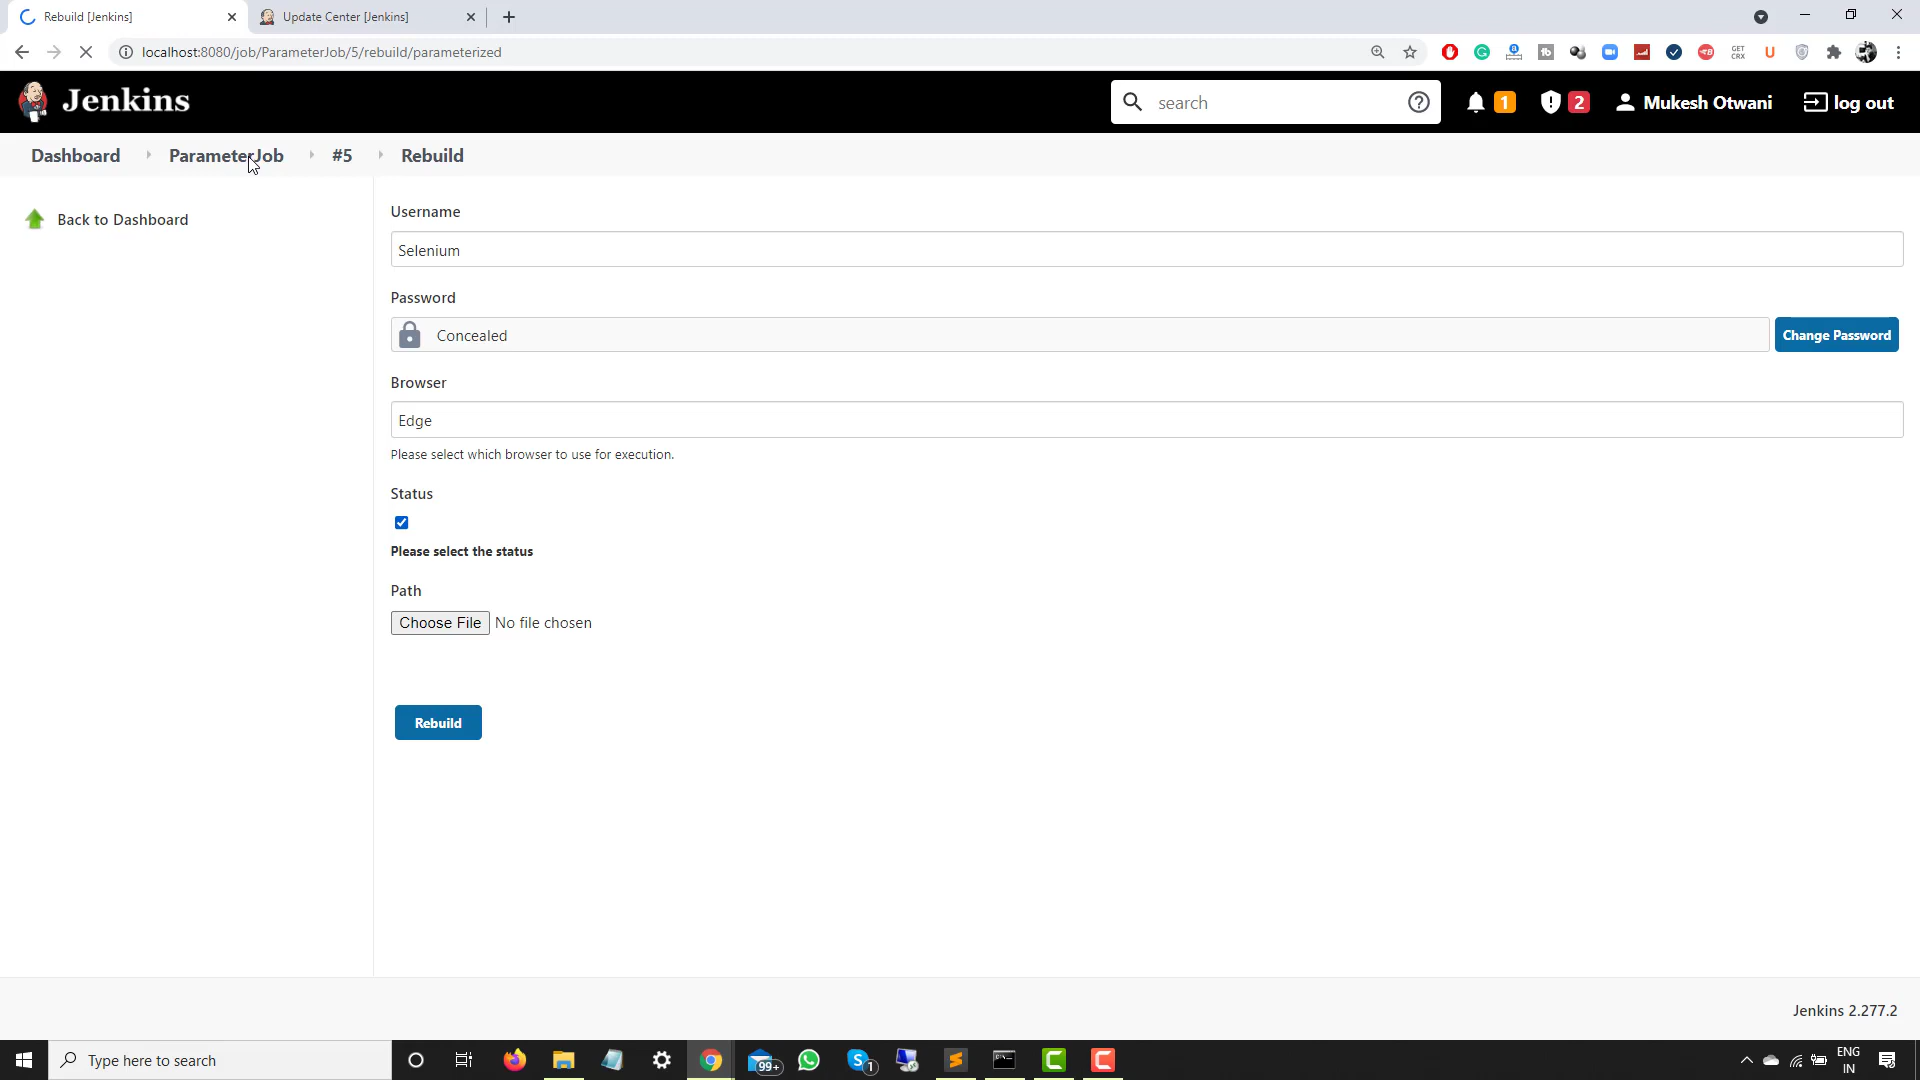 Rebuild [Jenkins]
Update Center [Jenkins]
localhost:8080/job/ParameterJob/5/rebuild/parameterized
GET
CRX
Jenkins
search
1
2
Mukesh Otwani
log out
Dashboard
ParameterJob
#5
Rebuild
Back to Dashboard
Username
Selenium
Password
Concealed
Change Password
Browser
Edge
Please select which browser to use for execution.
Status
Please select the status
Path
Choose File No file chosen
Rebuild
Jenkins 2.277.2
Type here to search
99+
1
ENG
IN